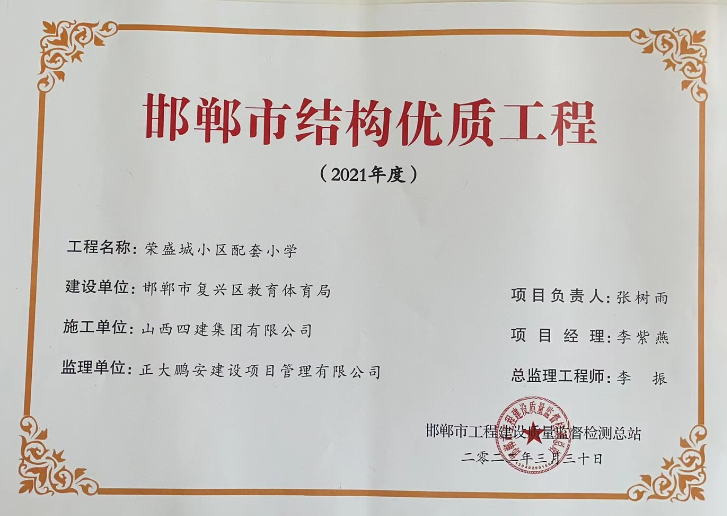 邯郸市结构优质工程
（2021年度）
工程名称：荣盛城小区配套小学
建设单位：邯郸市复兴区教育体育局
项目负责人：张树雨
施工单位：山西四建集团有限公司
项目经理：李紫燕
监理单位：正大鹏安建设项目管理有限公司
总监理工程师：李 振
邯郸市工程建设质量监督检测总站
二零二 年三月三十日